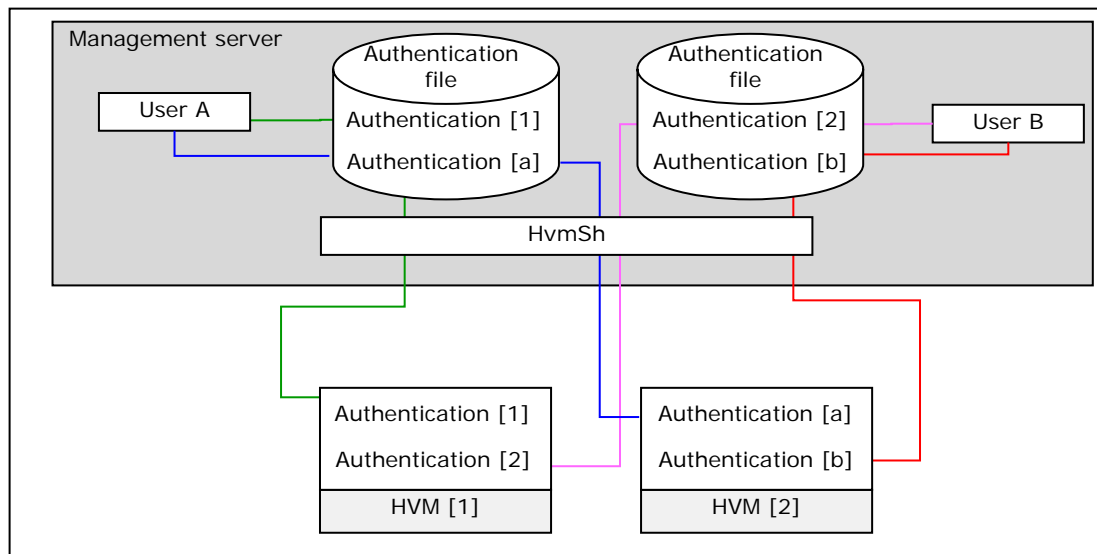 Management server
Authentication
file
Authentication [1]
Authentication [a]
Authentication
file
Authentication [2]
Authentication [b]
User A
User B
HvmSh
Authentication [1]
Authentication [2]
HVM [1]
Authentication [a]
Authentication [b]
HVM [2]